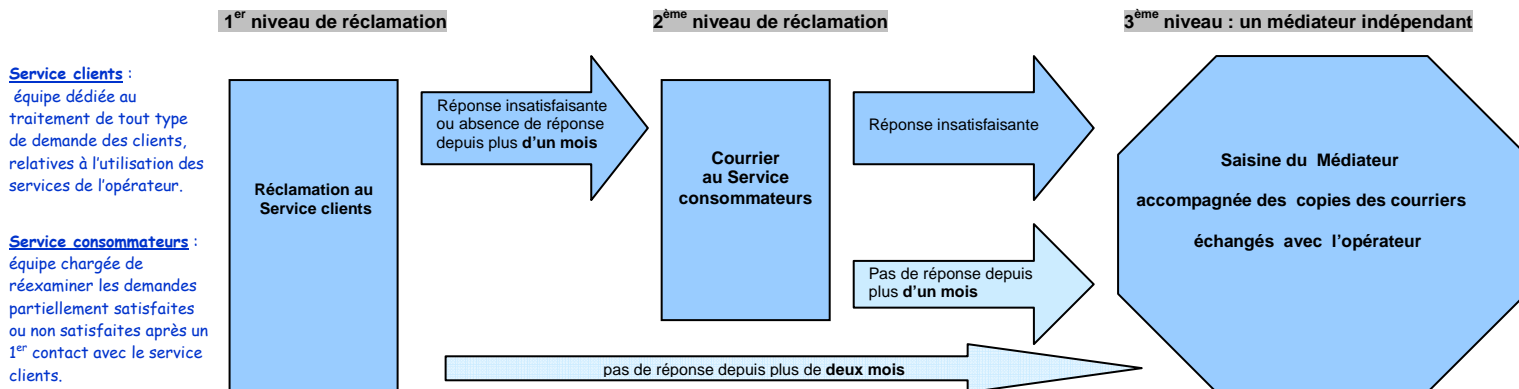 1er niveau de réclamation
2ème niveau de réclamation
3ème niveau : un médiateur indépendant
Service clients :
équipe dédiée au
traitement de tout type
de demande des clients,
relatives à l'utilisation des
services de l'opérateur.
Service consommateurs :
équipe chargée de
réexaminer les demandes
partiellement satisfaites
ou non satisfaites après un
1er contact avec le service
clients.
Réclamation au
Service clients
Réponse insatisfaisante
ou absence de réponse
depuis plus d'un mois
Courrier
au Service
consommateurs
Réponse insatisfaisante
Pas de réponse depuis
plus d'un mois
pas de réponse depuis plus de deux mois
Saisine du Médiateur
accompagnée des copies des courriers
échangés avec l'opérateur